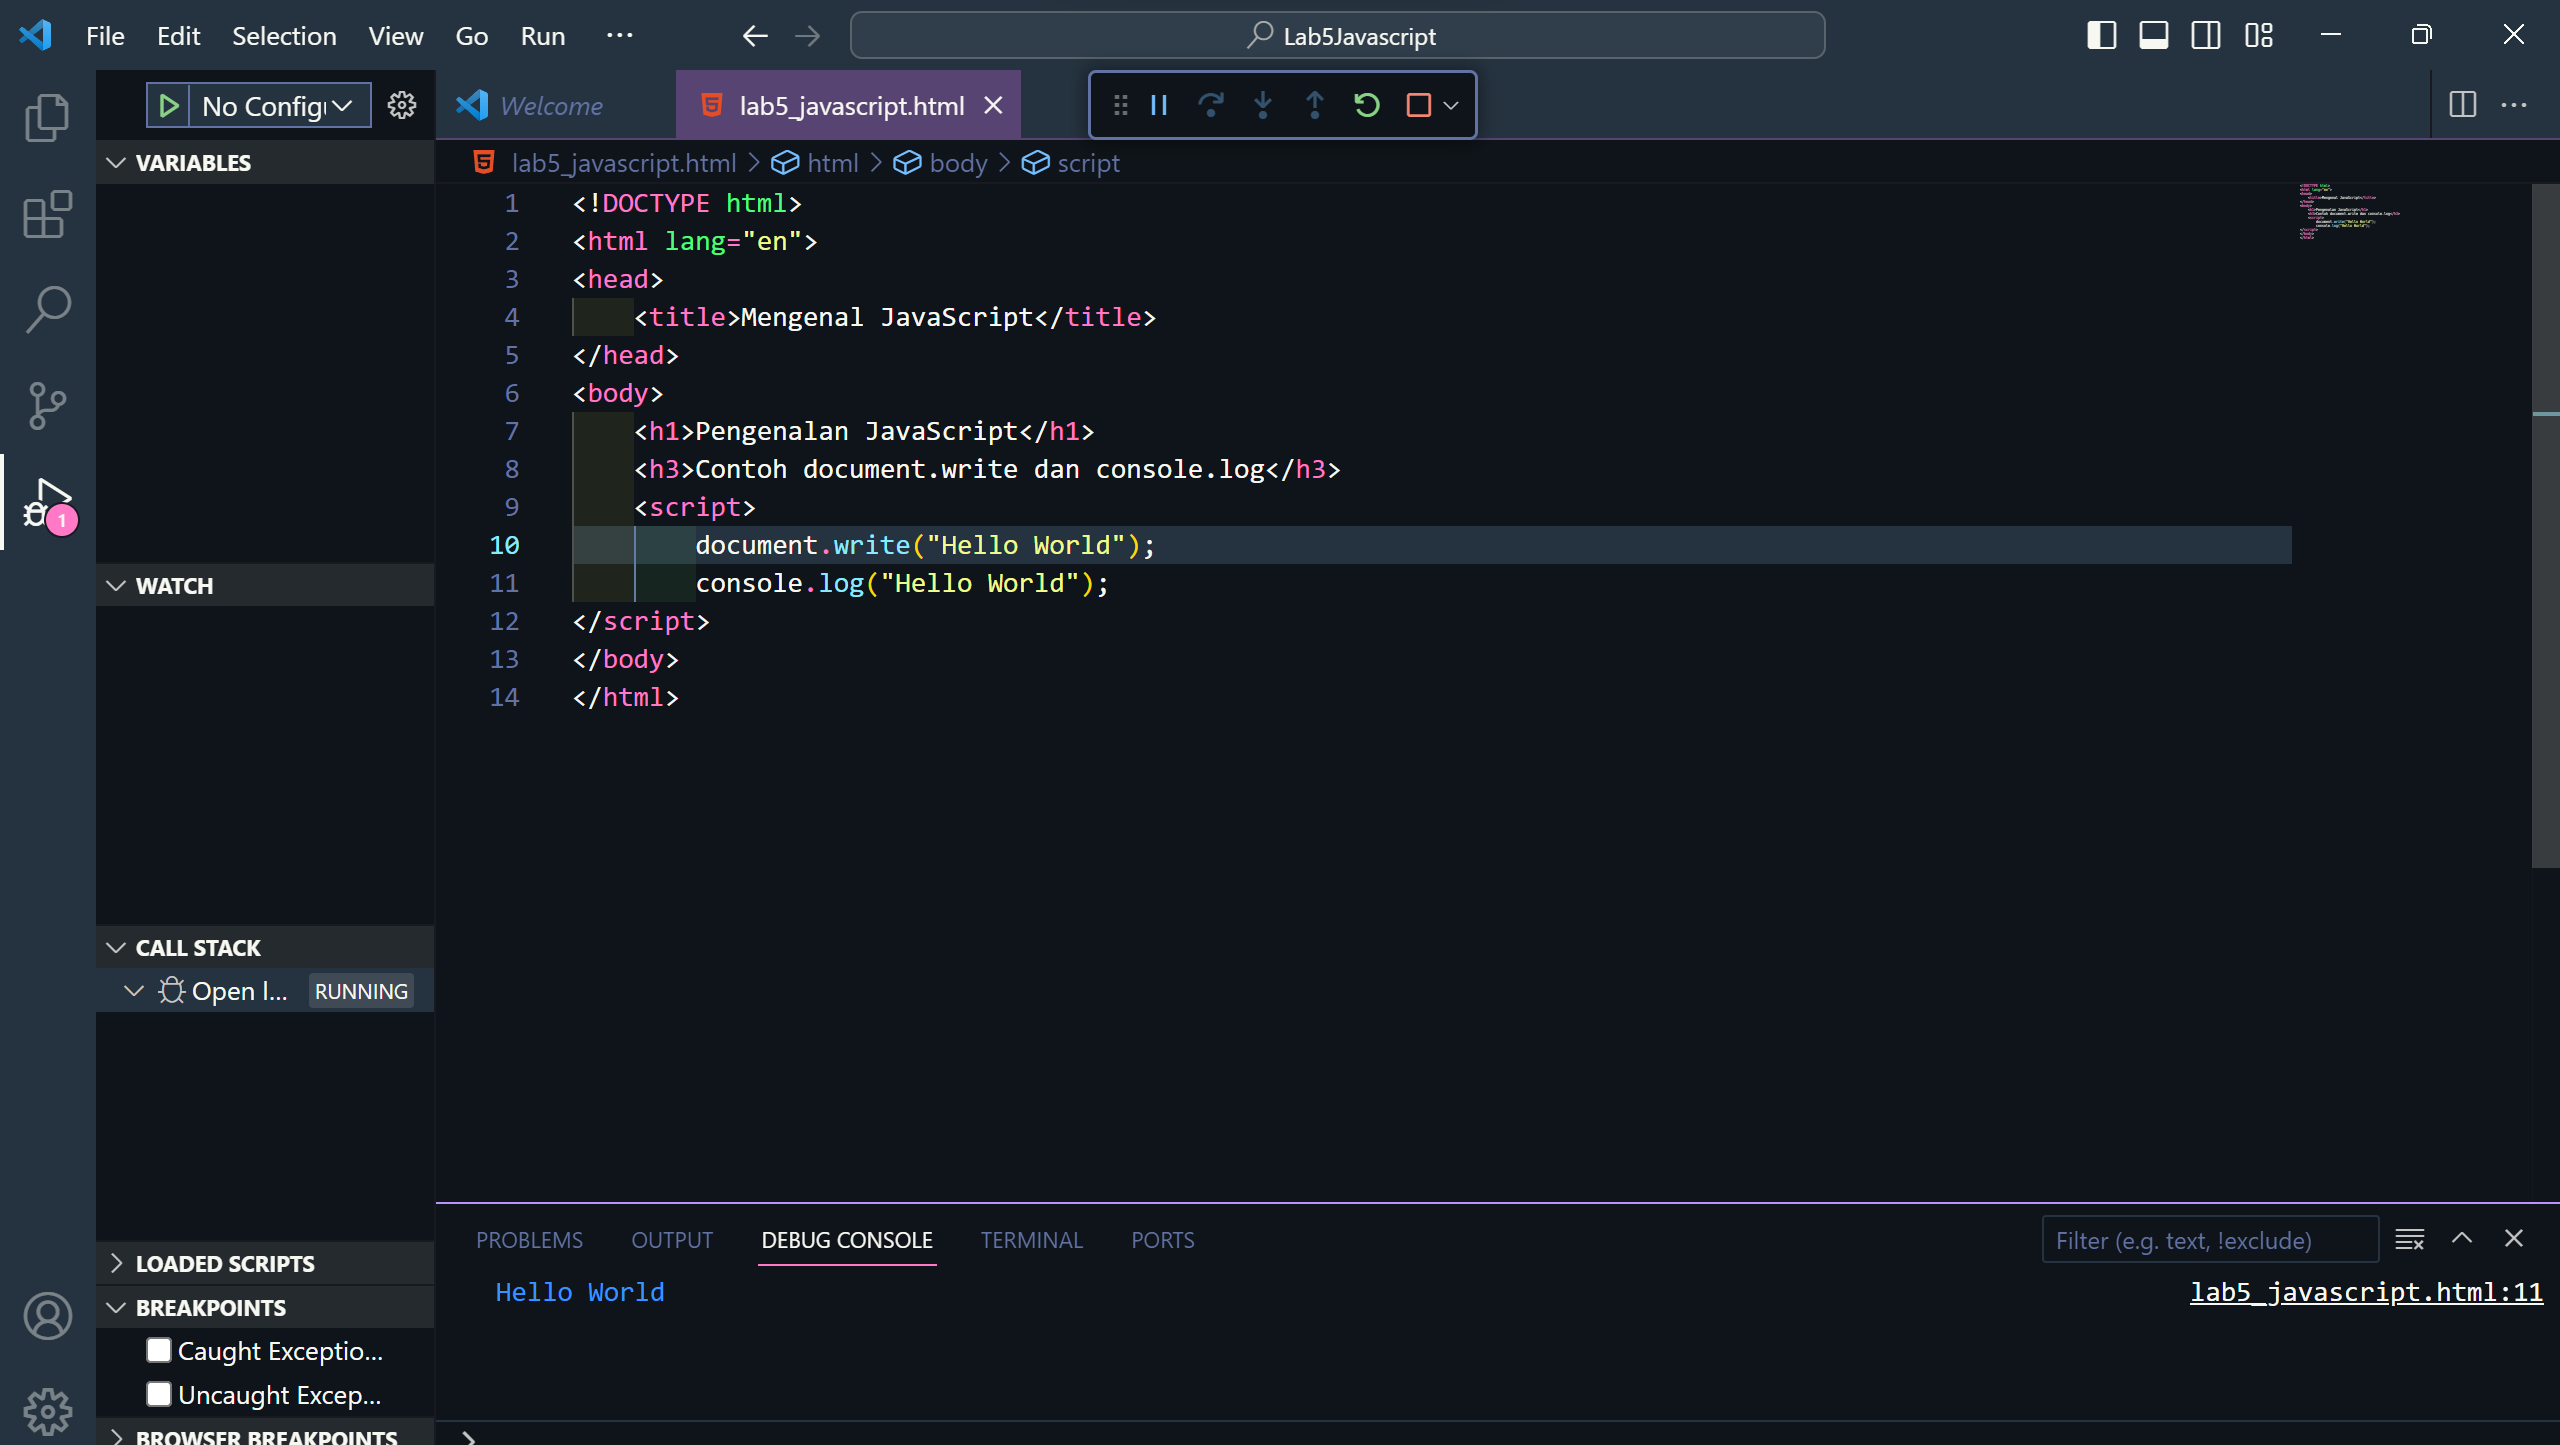 File Edit Selection View Go Run ...
Lab5Javascript
No Configu
Welcome
lab5_javascript.html
VARIABLES
lab5_javascript.html > html > body > script
1 <!DOCTYPE html>
2 <html lang="en">
3 <head>
4 <title>Mengenal JavaScript</title>
5 </head>
6 <body>
7 <h1>Pengenalan JavaScript</h1>
8 <h3>Contoh document.write dan console.log</h3>
9 <script>
10 document.write("Hello World");
11 console.log("Hello World");
12 </script>
13 </body>
14 </html>
1
WATCH
CALL STACK
Open l... RUNNING
LOADED SCRIPTS
BREAKPOINTS
Caught Exceptio...
Uncaught Excep...
BROWSER BREAKPOINTS
PROBLEMS OUTPUT DEBUG CONSOLE TERMINAL PORTS
Filter (e.g. text, !exclude)
Hello World
lab5_javascript.html:11
>